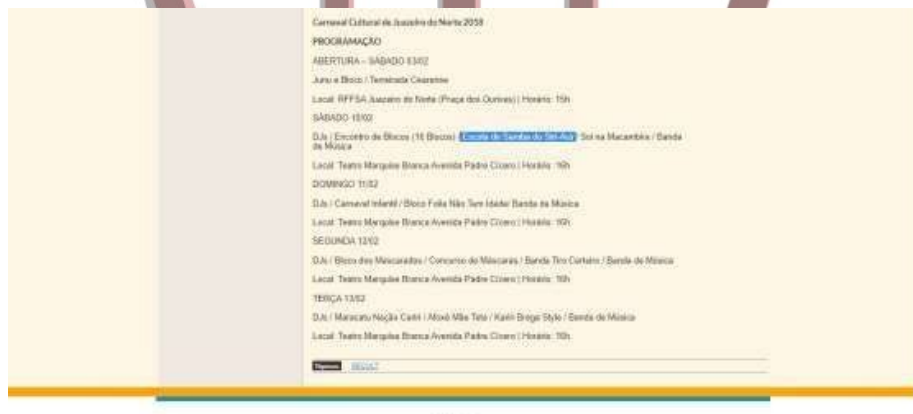 Carnaval Cultural de Juazeiro do Norte 2018
PROGRAMAÇÃO
ABERTURA – SÁBADO 03/02
Junu e Bloco / Terreirada Cearense
Local: RFFSA Juazeiro do Norte (Praça dos Ourives) | Horário: 15h
SÁBADO 10/02
DJs / Encontro de Blocos (16 Blocos) / Escola de Samba do / Sol na Macambira / Banda
de Música
Local: Teatro Marquise Branca Avenida Padre Cícero | Horário: 16h
DOMINGO 11/02
DJs / Carnaval Infantil / Bloco Folia Não Tem Idade/ Banda de Música
Local: Teatro Marquise Branca Avenida Padre Cícero | Horário: 16h
SEGUNDA 12/02
DJs / Bloco dos Mascarados / Concurso de Máscaras / Banda Tiro Certeiro / Banda de Música
Local: Teatro Marquise Branca Avenida Padre Cícero | Horário: 16h
TERÇA 13/02
DJs / Maracatu Nação Cariri / Afoxé Mãe Tata / Kariri Brega Style / Banda de Música
Local: Teatro Marquise Branca Avenida Padre Cícero | Horário: 16h